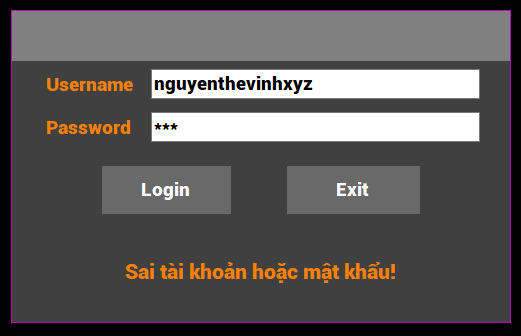 Username nguyenthevinhxyz
Password ***
Login Exit
Sai tài khoản hoặc mật khẩu!